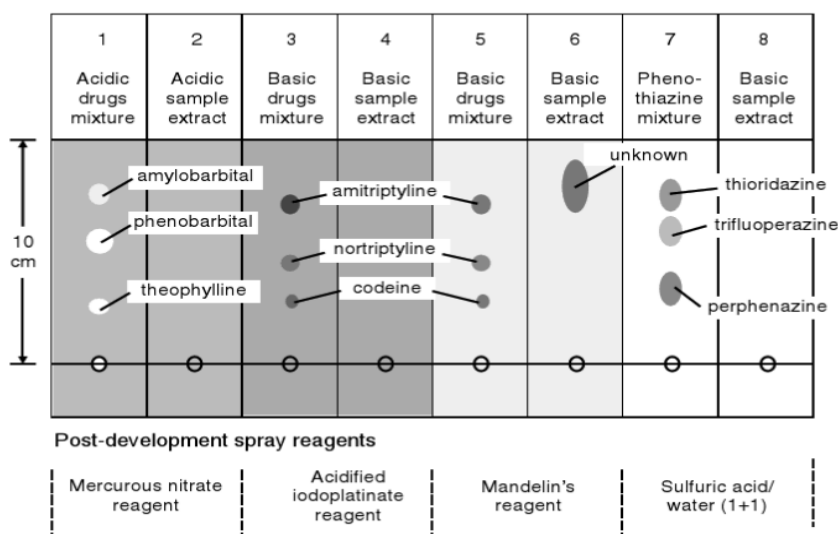 1
2
3
4
5
6
7
8
Acidic
drugs
mixture
Acidic
sample
extract
Basic
drugs
mixture
Basic
sample
extract
Basic
drugs
mixture
Basic
sample
extract
Pheno-
thiazine
mixture
Basic
sample
extract
10
cm
amylobarbital
phenobarbital
theophylline
amitriptyline
nortriptyline
codeine
unknown
thioridazine
trifluoperazine
perphenazine
Post-development spray reagents
Mercurous nitrate
reagent
Acidified
iodoplatinate
reagent
Mandelin's
reagent
Sulfuric acid/
water (1+1)